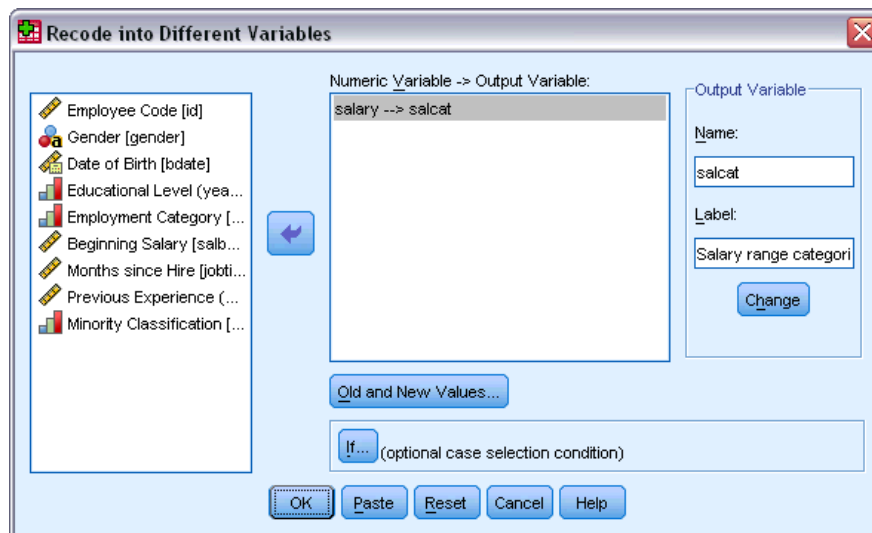 Recode into Different Variables
Employee Code [id]
Gender [gender]
Date of Birth [bdate]
Educational Level (yea...
Employment Category [...
Beginning Salary [salb...
Months since Hire [jobti...
Previous Experience (...
Minority Classification [...
Numeric Variable -> Output Variable:
salary --> salcat
Old and New Values...
If... (optional case selection condition)
Output Variable
Name:
salcat
Label:
Salary range categori
Change
OK Paste Reset Cancel Help